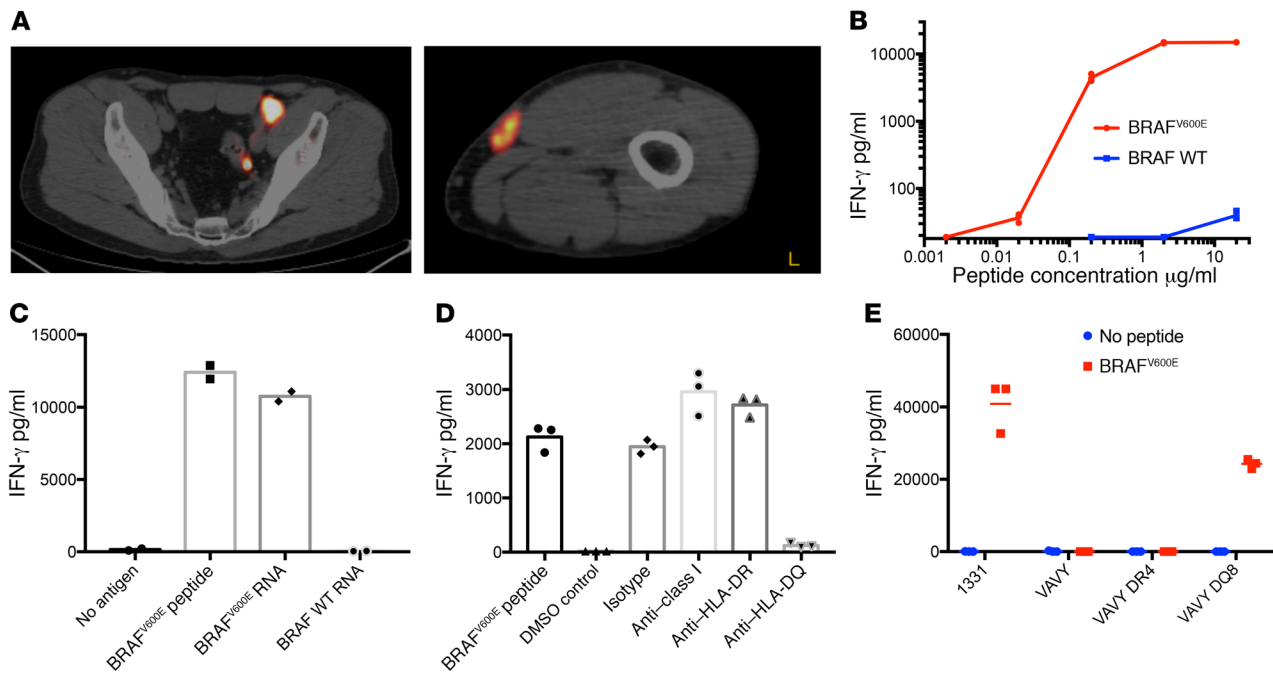 A
L
B
IFN-γ pg/ml
10000
1000
100
BRAFV600E
BRAF WT
0.001
0.01
0.1
1
10
Peptide concentration μg/ml
C
IFN-γ pg/ml
15000
10000
5000
0
No antigen
BRAFV600E peptide
BRAFV600E RNA
BRAF WT RNA
D
IFN-γ pg/ml
4000
3000
2000
1000
0
BRAFV600E peptide
DMSO control
Isotype
Anti–class I
Anti–HLA-DR
Anti–HLA-DQ
E
IFN-γ pg/ml
60000
40000
20000
0
No peptide
BRAFV600E
1331
VAVY
VAVY DR4
VAVY DQ8